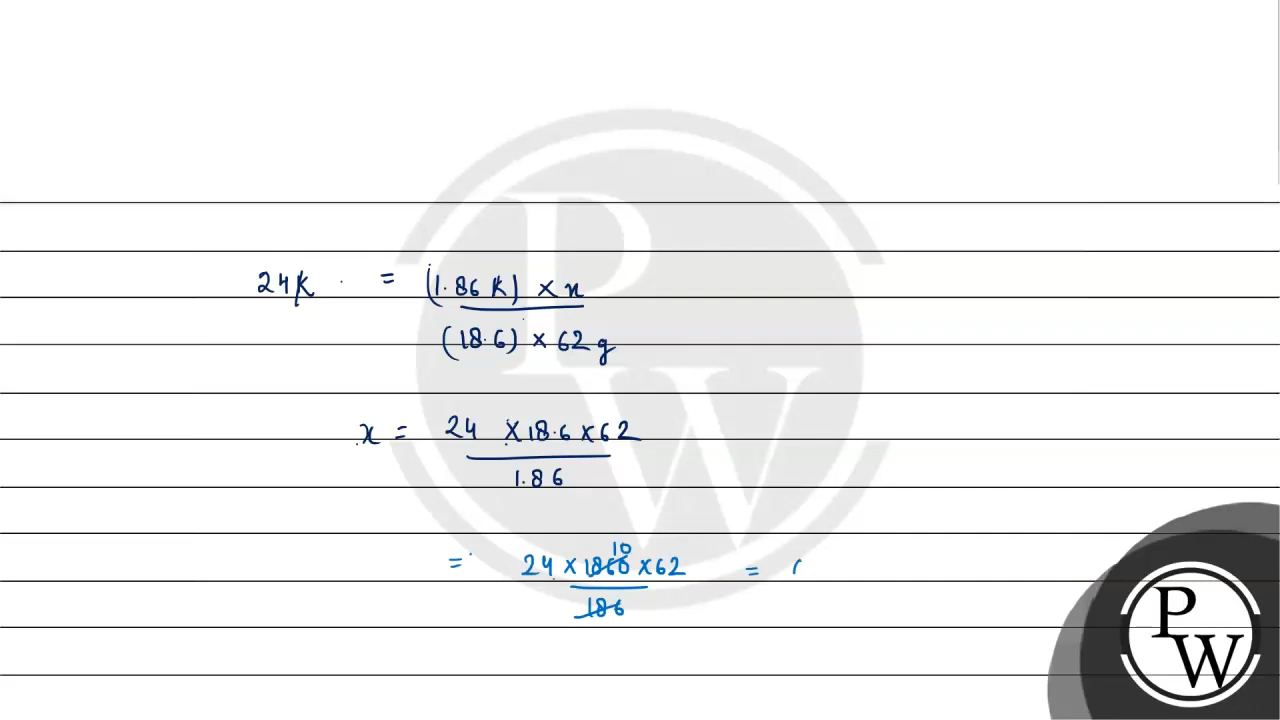 24K = (1.86 K) × x
(18.6) × 62 g
x = 24 × 18.6 × 62
1.86
10
= 24 × 1860 × 62 = (
186
P
W
P
W